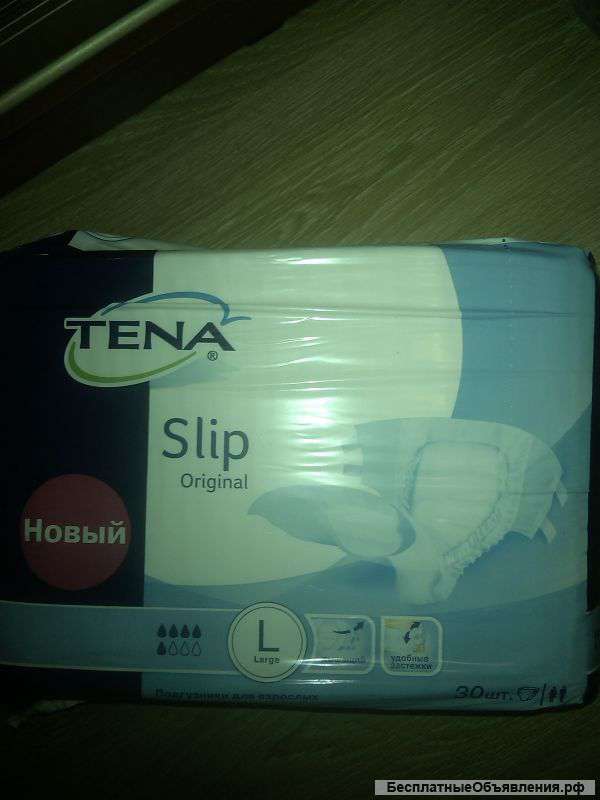 TENA
®
Slip
Original
Новый
L
Large
удобные
застежки
Подгузники для взрослых
30шт.
БесплатныеОбъявления.рф